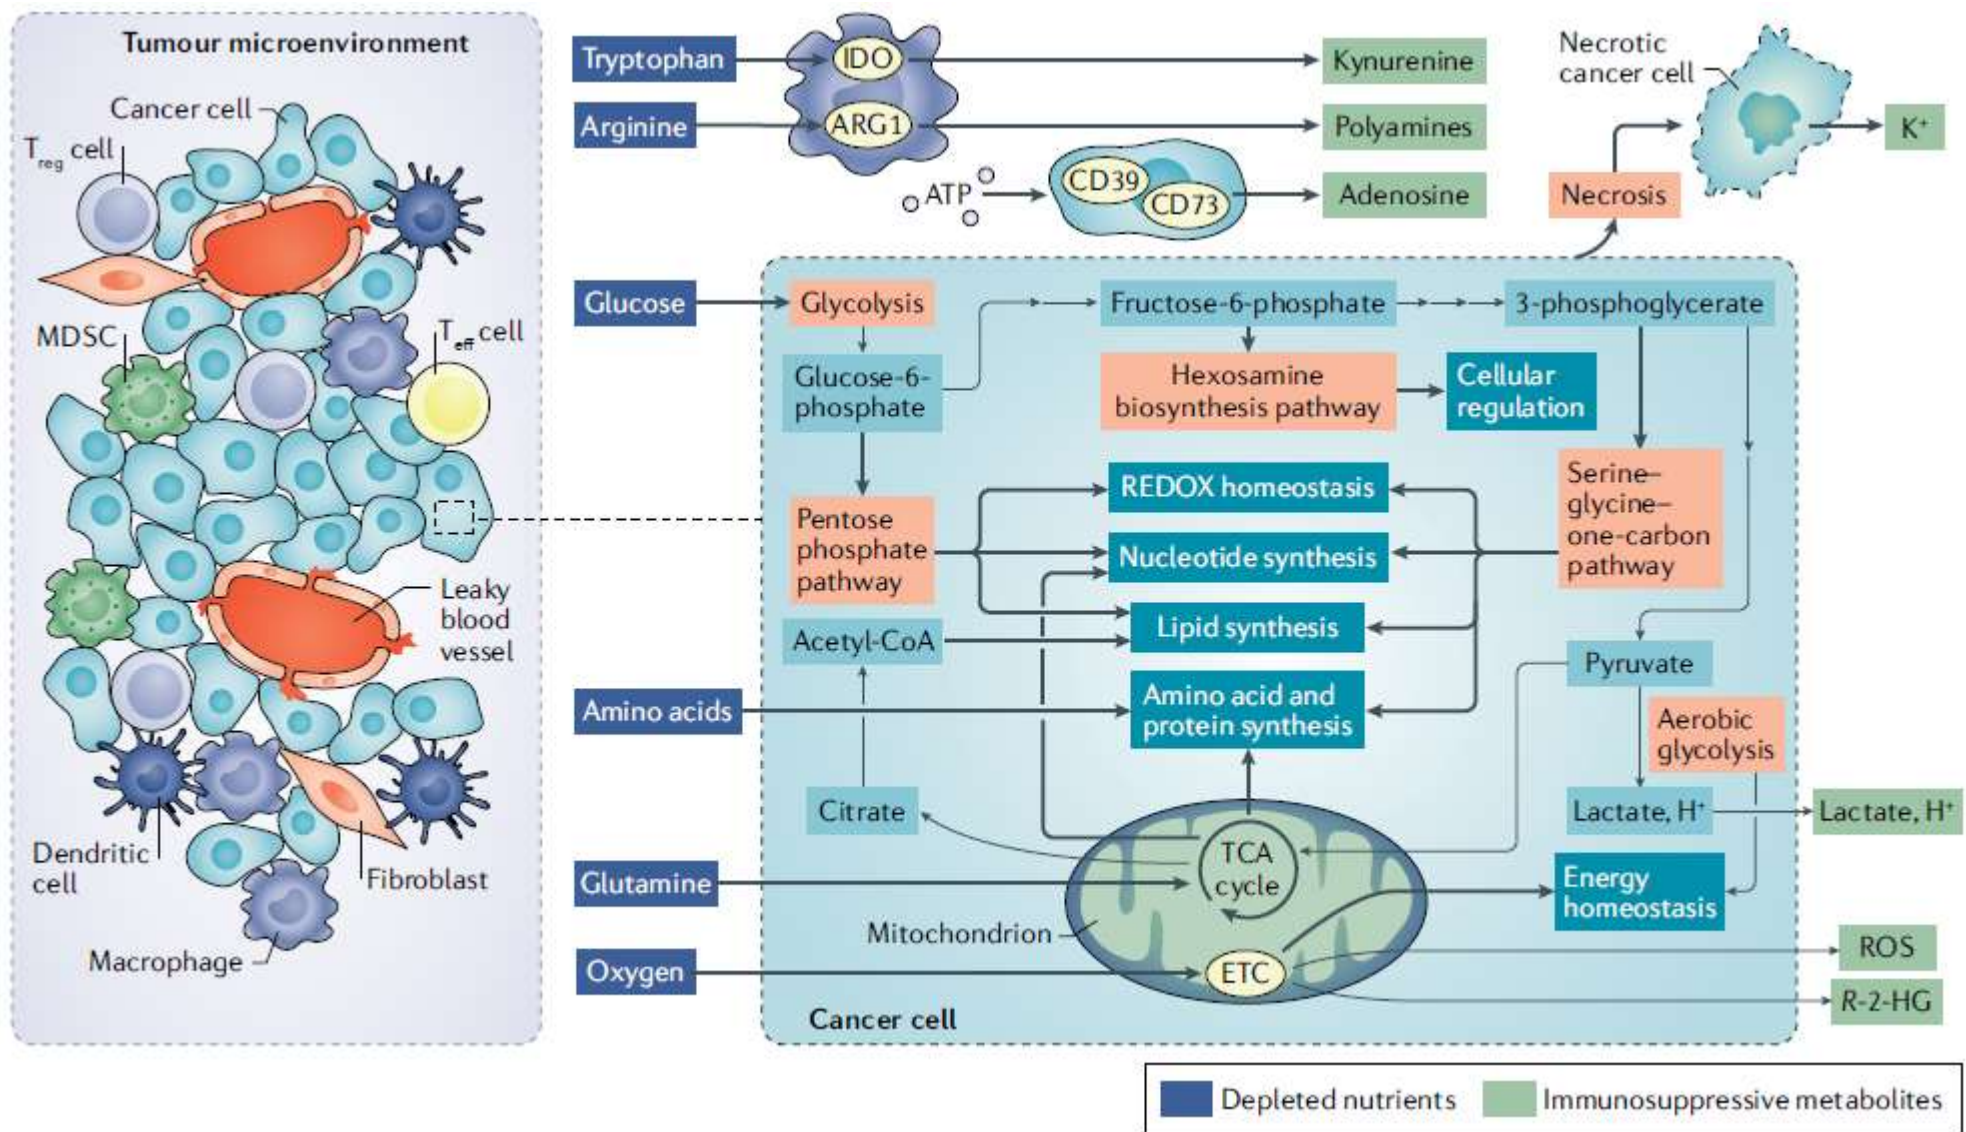 Tumour microenvironment
Cancer cell
Treg cell
MDSC
Teff cell
Leaky
blood
vessel
Dendritic
cell
Fibroblast
Macrophage
Tryptophan
IDO
Kynurenine
Arginine
ARG1
Polyamines
ATP
CD39
CD73
Adenosine
Necrotic
cancer cell
K⁺
Necrosis
Glucose
Glycolysis
Fructose-6-phosphate
3-phosphoglycerate
Glucose-6-
phosphate
Hexosamine
biosynthesis pathway
Cellular
regulation
Pentose
phosphate
pathway
REDOX homeostasis
Nucleotide synthesis
Lipid synthesis
Serine–
glycine–
one-carbon
pathway
Acetyl-CoA
Pyruvate
Amino acids
Amino acid and
protein synthesis
Aerobic
glycolysis
Citrate
Lactate, H⁺
Lactate, H⁺
Glutamine
TCA
cycle
Energy
homeostasis
Mitochondrion
Oxygen
ETC
ROS
R-2-HG
Cancer cell
Depleted nutrients
Immunosuppressive metabolites